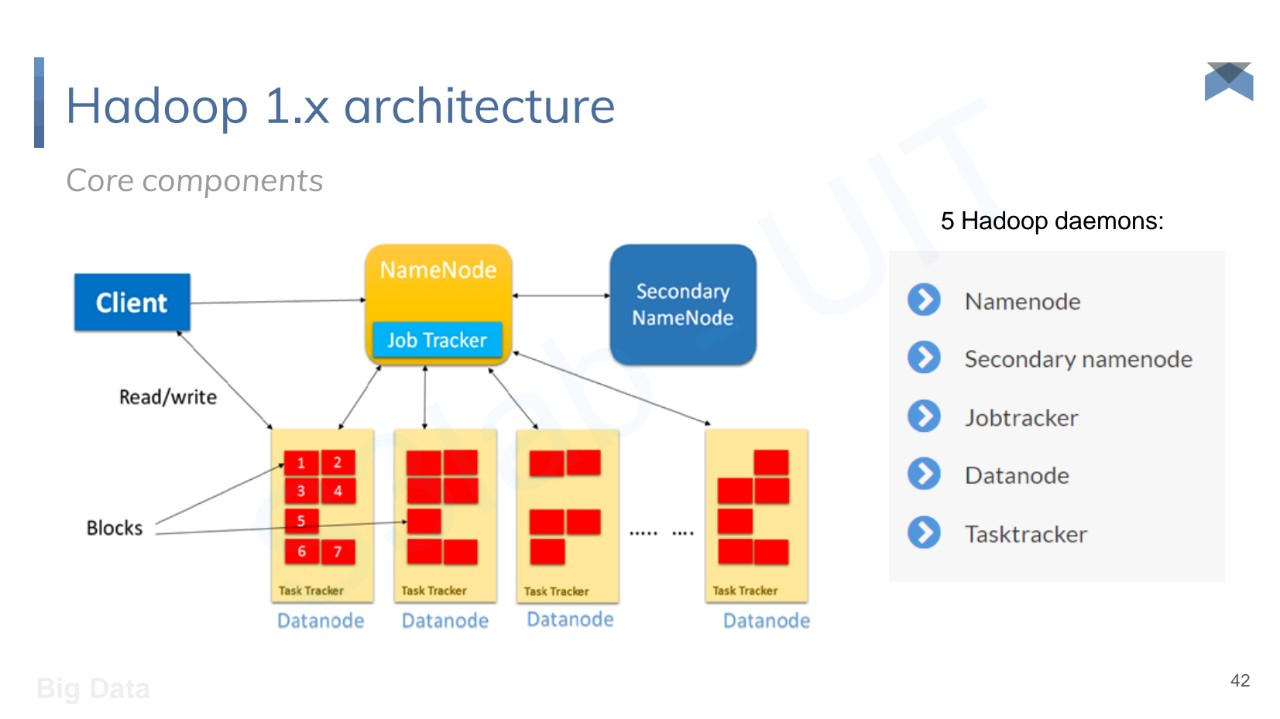 Hadoop 1.x architecture
Core components
5 Hadoop daemons:
Client
NameNode
Job Tracker
Secondary
NameNode
Read/write
Blocks
1 2
3 4
5
6 7
Task Tracker
Datanode
Task Tracker
Datanode
Task Tracker
Datanode
..... ....
Task Tracker
Datanode
Namenode
Secondary namenode
Jobtracker
Datanode
Tasktracker
Big Data
42